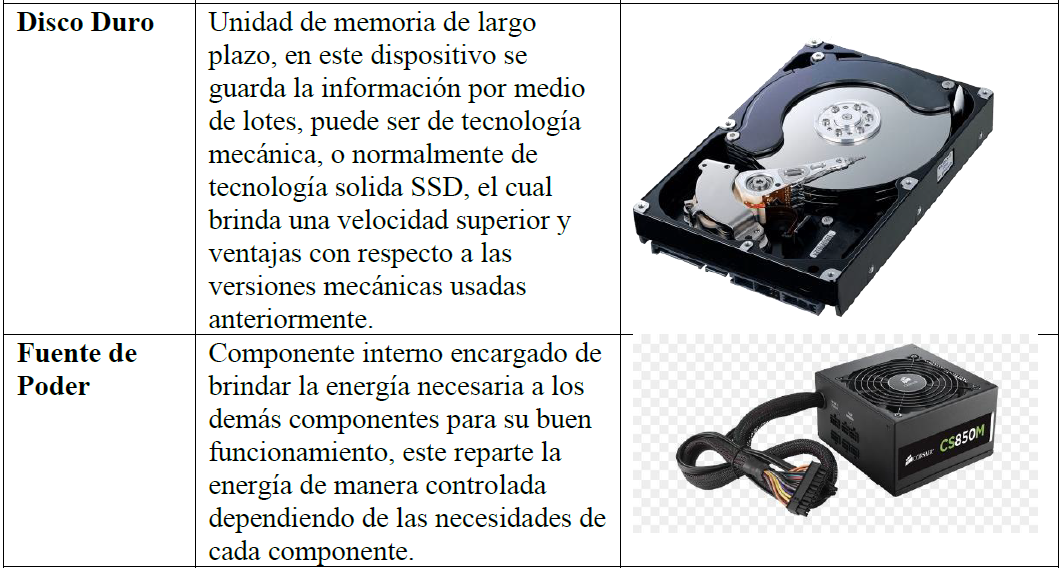 Disco Duro
Unidad de memoria de largo
plazo, en este dispositivo se
guarda la información por medio
de lotes, puede ser de tecnología
mecánica, o normalmente de
tecnología solida SSD, el cual
brinda una velocidad superior y
ventajas con respecto a las
versiones mecánicas usadas
anteriormente.
Fuente de
Poder
Componente interno encargado de
brindar la energía necesaria a los
demás componentes para su buen
funcionamiento, este reparte la
energía de manera controlada
dependiendo de las necesidades de
cada componente.
CORSAIR
CS850M